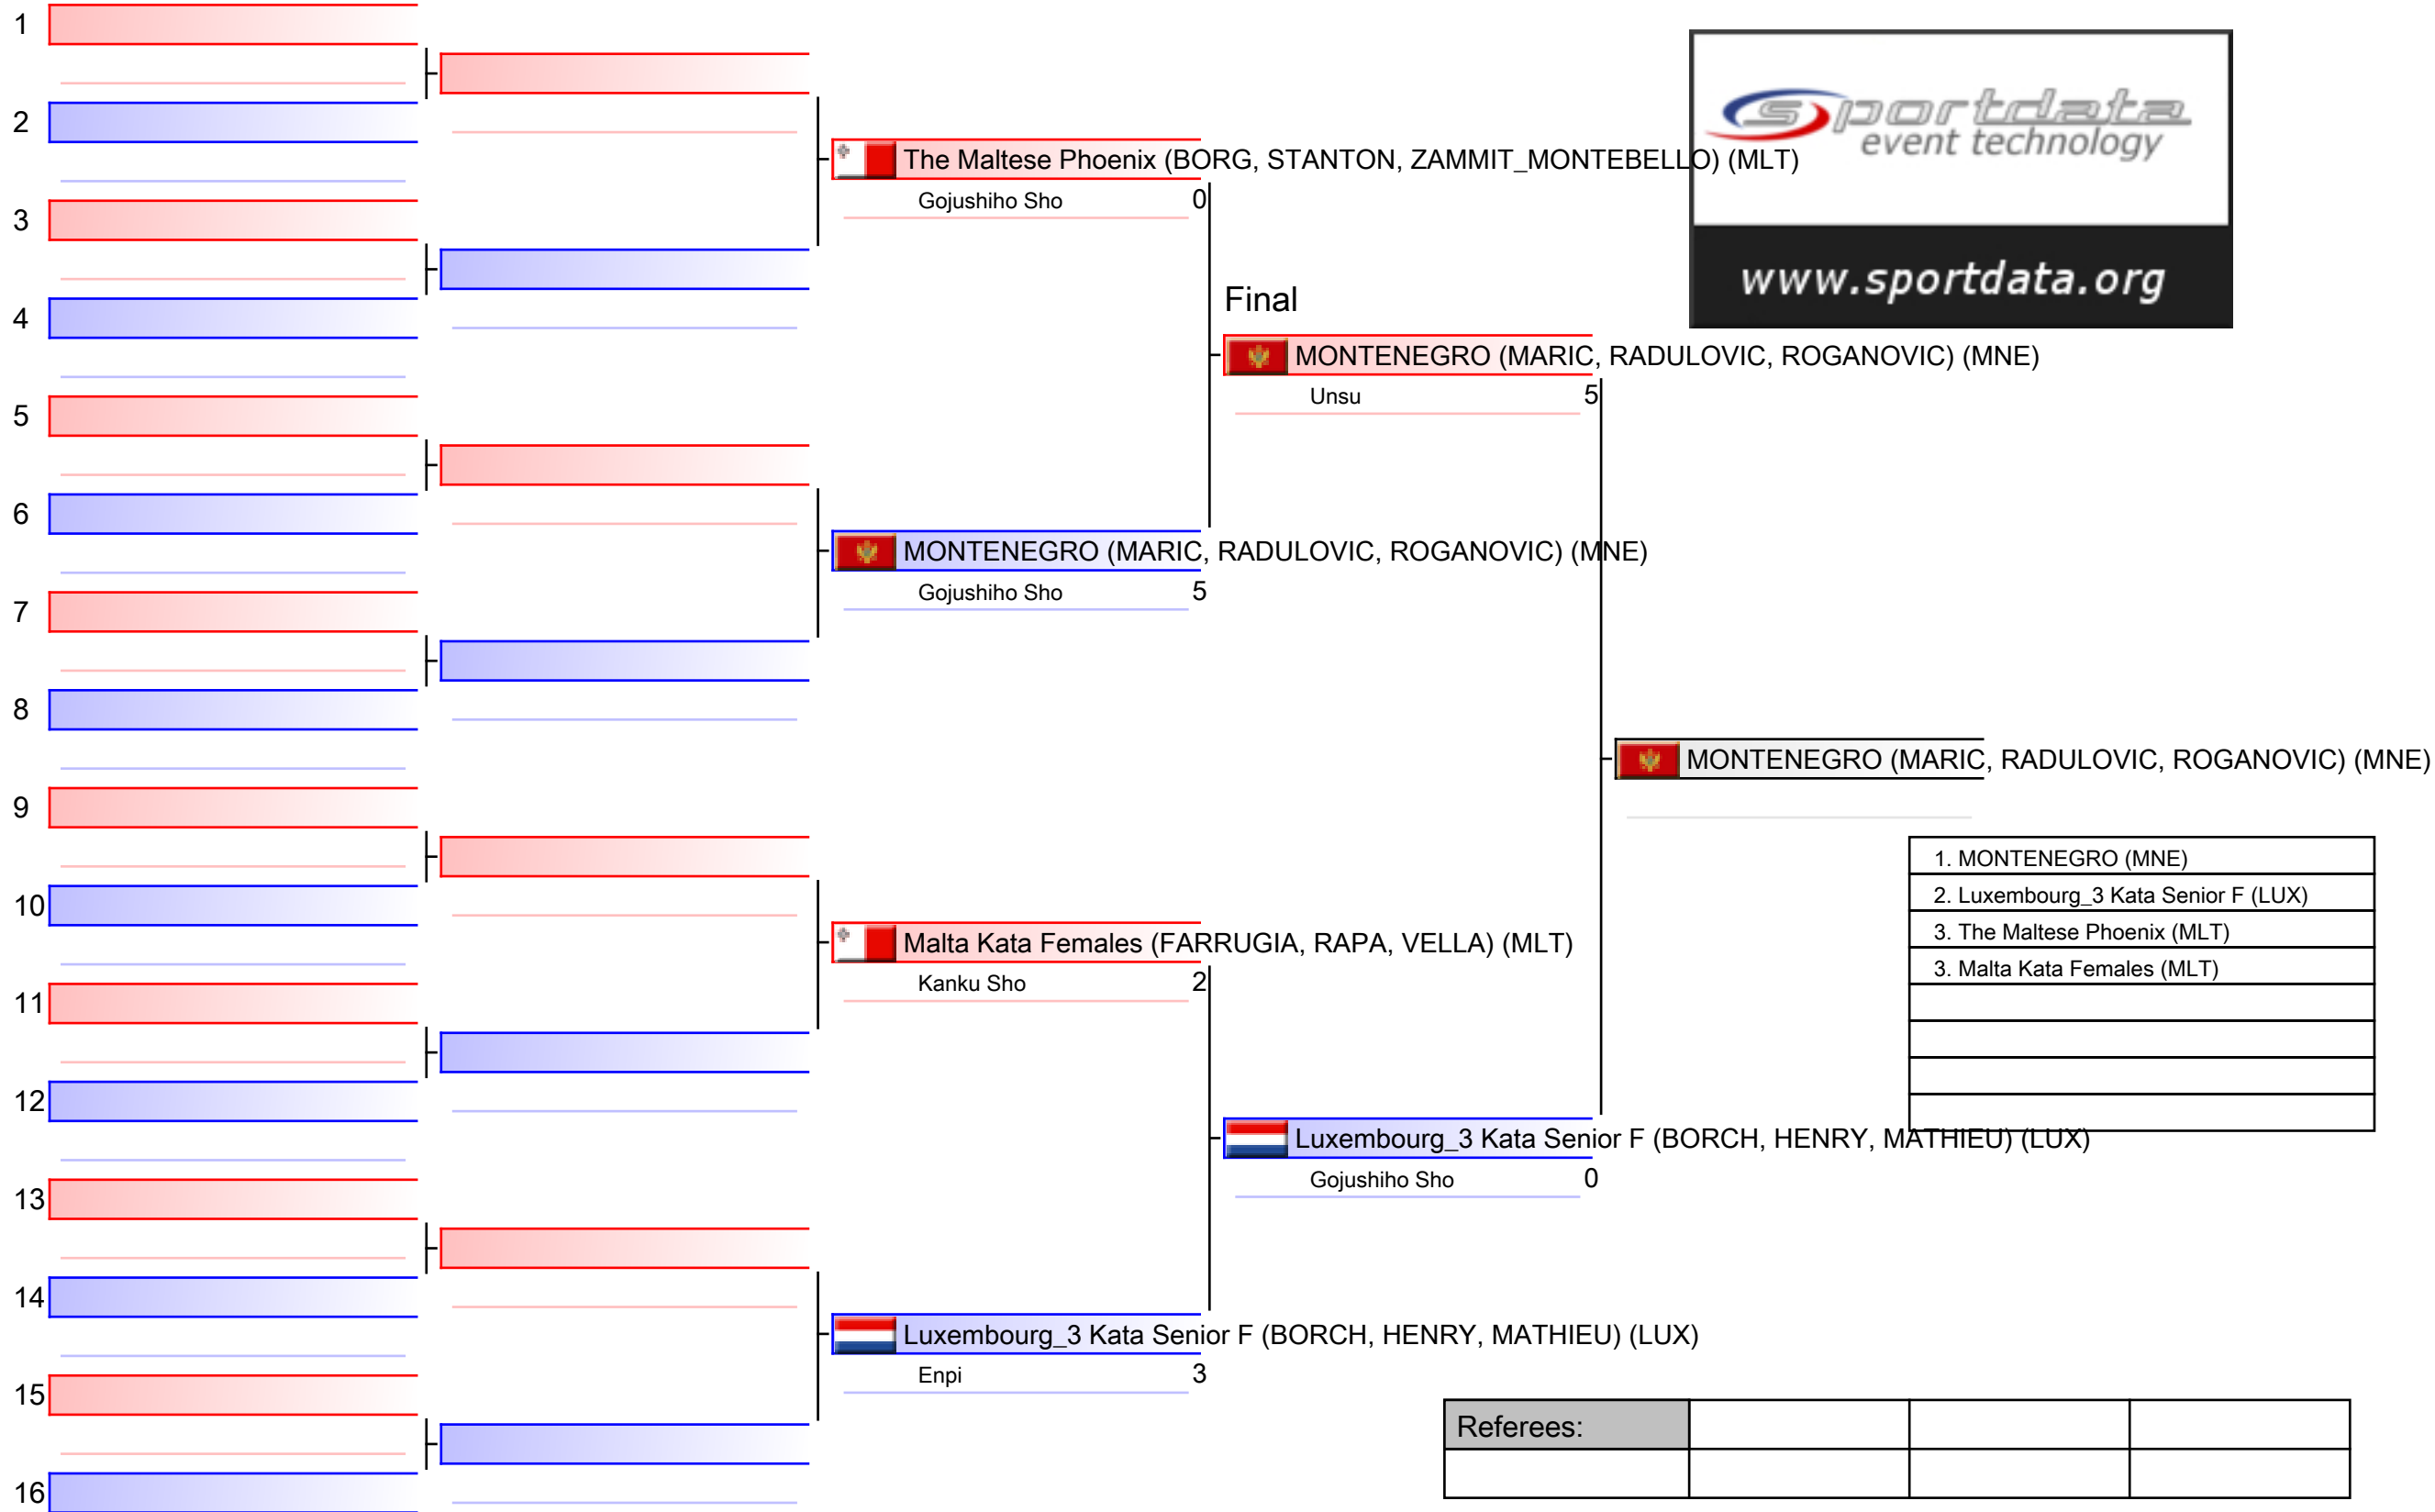 1
2
3
4
5
6
7
8
9
10
11
12
13
14
15
16
The Maltese Phoenix (BORG, STANTON, ZAMMIT_MONTEBELLO) (MLT)
Gojushiho Sho 0
MONTENEGRO (MARIC, RADULOVIC, ROGANOVIC) (MNE)
Gojushiho Sho 5
Malta Kata Females (FARRUGIA, RAPA, VELLA) (MLT)
Kanku Sho 2
Luxembourg_3 Kata Senior F (BORCH, HENRY, MATHIEU) (LUX)
Enpi 3
Final
MONTENEGRO (MARIC, RADULOVIC, ROGANOVIC) (MNE)
Unsu 5
Luxembourg_3 Kata Senior F (BORCH, HENRY, MATHIEU) (LUX)
Gojushiho Sho 0
MONTENEGRO (MARIC, RADULOVIC, ROGANOVIC) (MNE)
sportdata
event technology
www.sportdata.org
1. MONTENEGRO (MNE)
2. Luxembourg_3 Kata Senior F (LUX)
3. The Maltese Phoenix (MLT)
3. Malta Kata Females (MLT)
Referees: